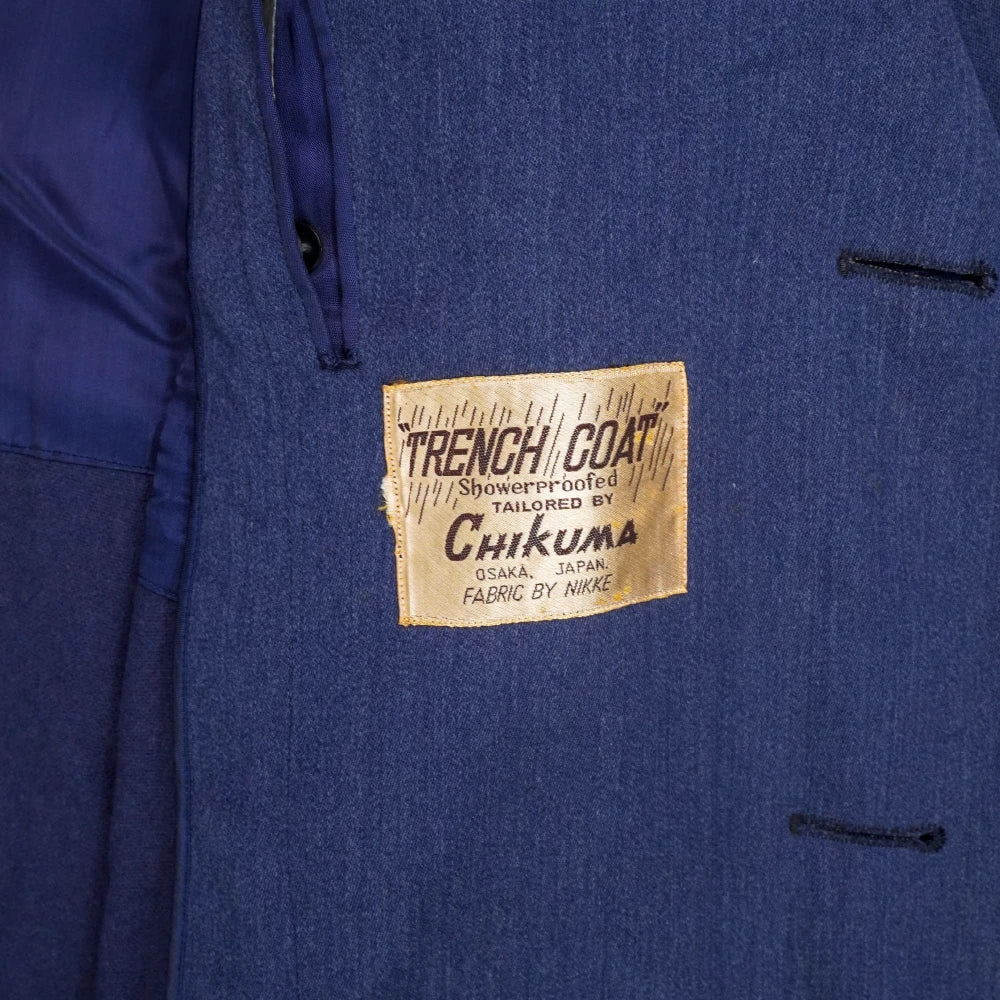 "TRENCH COAT"
Showerproofed
TAILORED BY
CHIKUMA
OSAKA, JAPAN.
FABRIC BY NIKKE